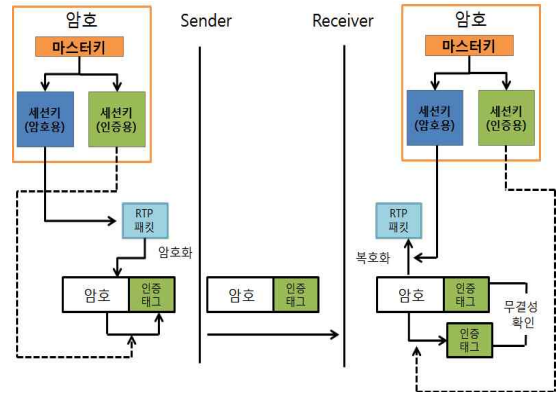 암호
Sender
Receiver
암호
마스터키
마스터키
세션키
(암호용)
세션키
(인증용)
세션키
(암호용)
세션키
(인증용)
RTP
패킷
RTP
패킷
암호화
복호화
암호
인증
태그
암호
인증
태그
암호
인증
태그
무결성
확인
인증
태그